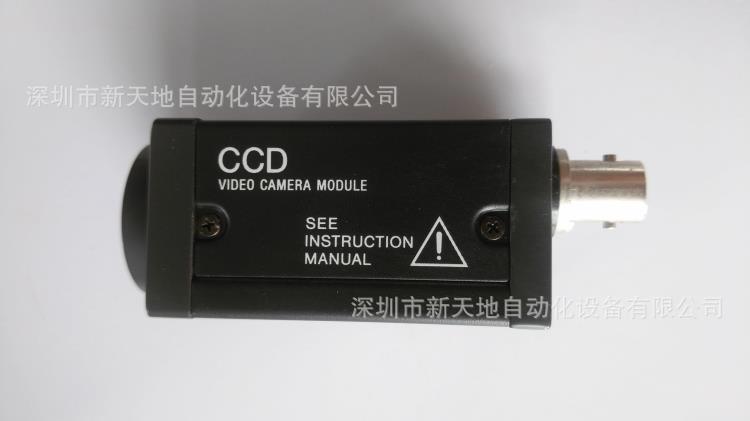 深圳市新天地自动化设备有限公司
CCD
VIDEO CAMERA MODULE
SEE
INSTRUCTION
MANUAL
!
深圳市新天地自动化设备有限公司